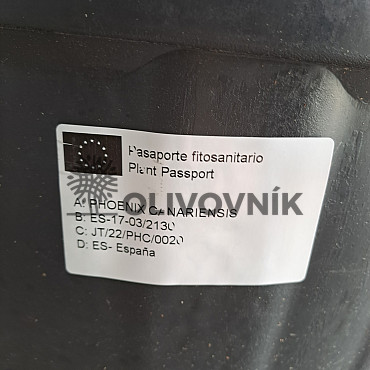 Pasaporte fitosanitario
Plant Passport
OLIVOVNÍK
A: PHOENIX CANARIENSIS
B: ES-17-03/2130
C: JT/22/PHC/0020
D: ES- España